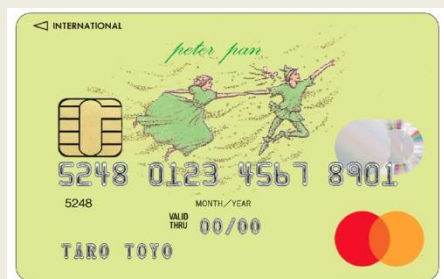 INTERNATIONAL
peter pan
5248 0123 4567 8901
5248
MONTH/YEAR
VALID THRU 00/00
TARO TOYO